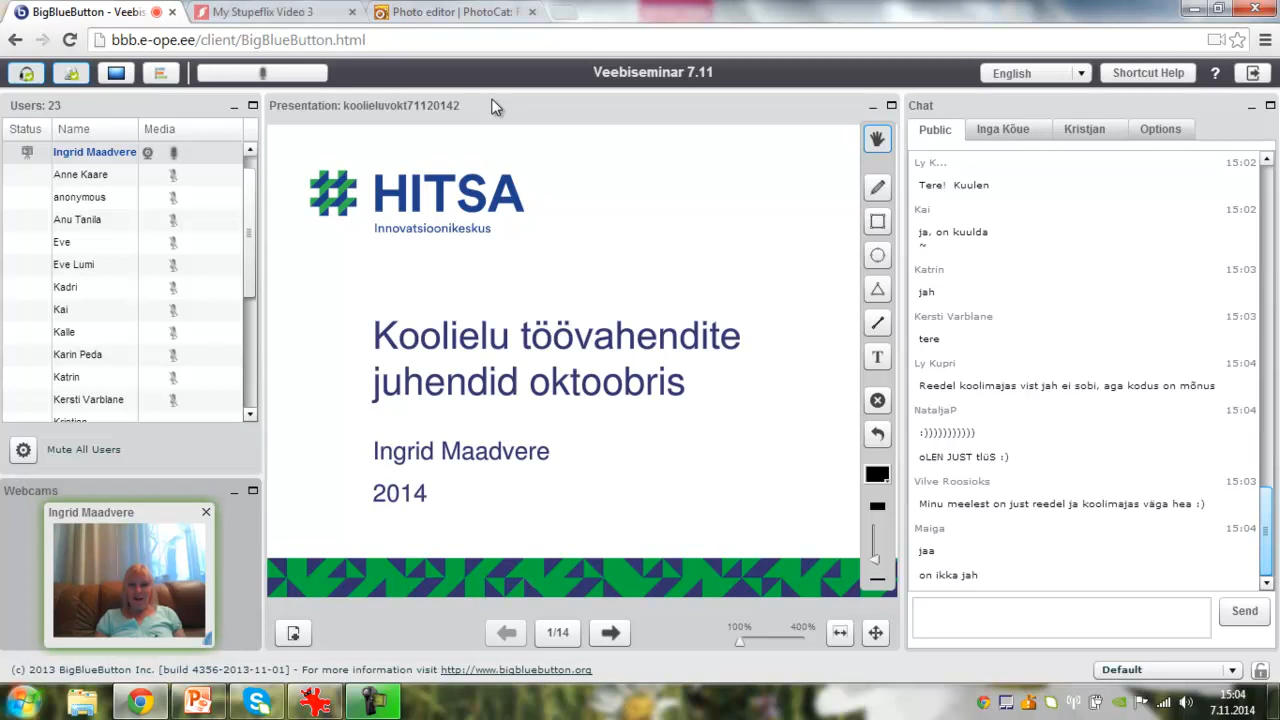 BigBlueButton - Veebis
My Stupeflix Video 3
Photo editor | PhotoCat: F
bbb.e-ope.ee/client/BigBlueButton.html
Veebiseminar 7.11
English
Shortcut Help
?
Users: 23
Status Name Media
Ingrid Maadvere
Anne Kaare
anonymous
Anu Tanila
Eve
Eve Lumi
Kadri
Kai
Kalle
Karin Peda
Katrin
Kersti Varblane
Kristjan
Mute All Users
Webcams
Ingrid Maadvere
Presentation: koolieluvokt71120142
HITSA
Innovatsioonikeskus
Koolielu töövahendite
juhendid oktoobris
Ingrid Maadvere
2014
T
1/14
100% 400%
Chat
Public Inga Kõue Kristjan Options
Ly K... 15:02
Tere! Kuulen
Kai 15:02
ja, on kuulda
~
Katrin 15:03
jah
Kersti Varblane 15:03
tere
Ly Kupri 15:04
Reedel koolimajas vist jah ei sobi, aga kodus on mõnus
NataljaP 15:04
:)))))))))))
oLEN JUST tlüS :)
Vilve Roosioks 15:03
Minu meelest on just reedel ja koolimajas väga hea :)
Maiga 15:04
jaa
on ikka jah
Send
(c) 2013 BigBlueButton Inc. [build 4356-2013-11-01] - For more information visit http://www.bigbluebutton.org
Default
15:04
7.11.2014